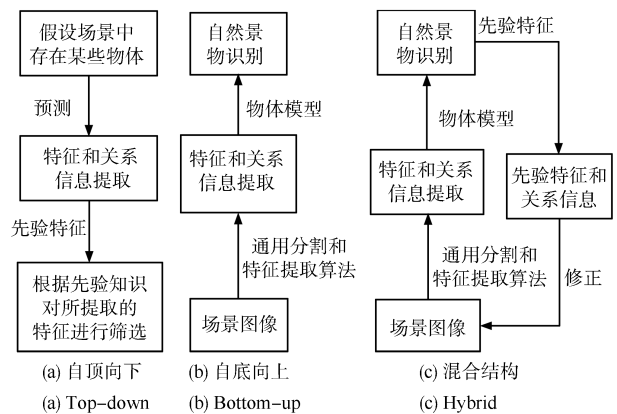 假设场景中
存在某些物体
预测
特征和关系
信息提取
先验特征
根据先验知识
对所提取的
特征进行筛选
(a) 自顶向下
(a) Top-down
自然景
物识别
物体模型
特征和关系
信息提取
通用分割和
特征提取算法
场景图像
(b) 自底向上
(b) Bottom-up
自然景
物识别
先验特征
物体模型
特征和关系
信息提取
先验特征和
关系信息
通用分割和
特征提取算法
修正
场景图像
(c) 混合结构
(c) Hybrid